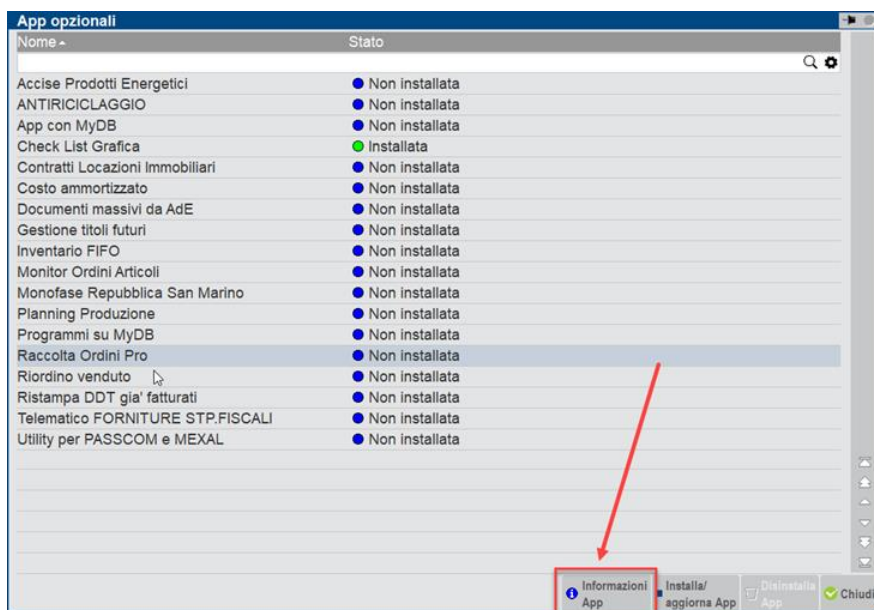 App opzionali
Nome Stato
Accise Prodotti Energetici Non installata
ANTIRICICLAGGIO Non installata
App con MyDB Non installata
Check List Grafica Installata
Contratti Locazioni Immobiliari Non installata
Costo ammortizzato Non installata
Documenti massivi da AdE Non installata
Gestione titoli futuri Non installata
Inventario FIFO Non installata
Monitor Ordini Articoli Non installata
Monofase Repubblica San Marino Non installata
Planning Produzione Non installata
Programmi su MyDB Non installata
Raccolta Ordini Pro Non installata
Riordino venduto Non installata
Ristampa DDT gia' fatturati Non installata
Telematico FORNITURE STP.FISCALI Non installata
Utility per PASSCOM e MEXAL Non installata
Informazioni Installa/ Disinstalla Chiudi
App aggiorna App App